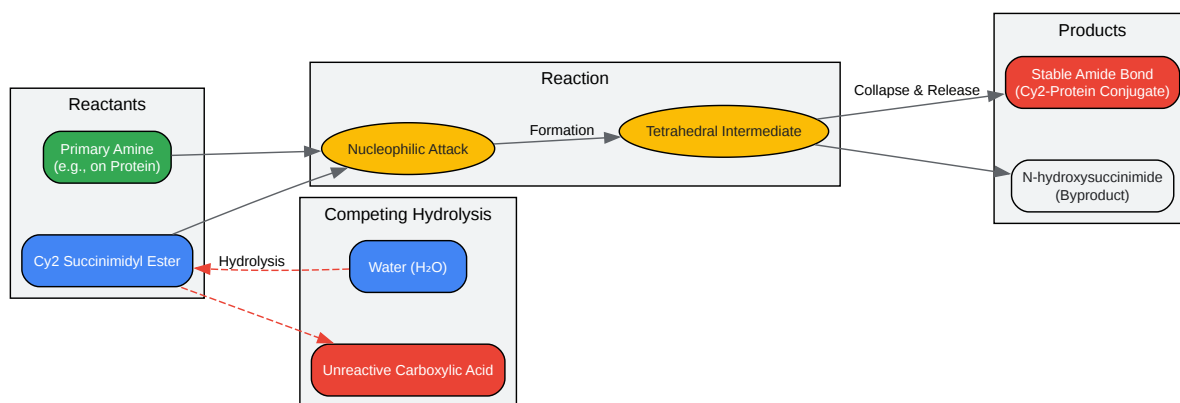 Reactants
Primary Amine
(e.g., on Protein)
Cy2 Succinimidyl Ester
Reaction
Nucleophilic Attack
Formation
Tetrahedral Intermediate
Collapse & Release
Products
Stable Amide Bond
(Cy2-Protein Conjugate)
N-hydroxysuccinimide
(Byproduct)
Competing Hydrolysis
Hydrolysis
Water (H₂O)
Unreactive Carboxylic Acid